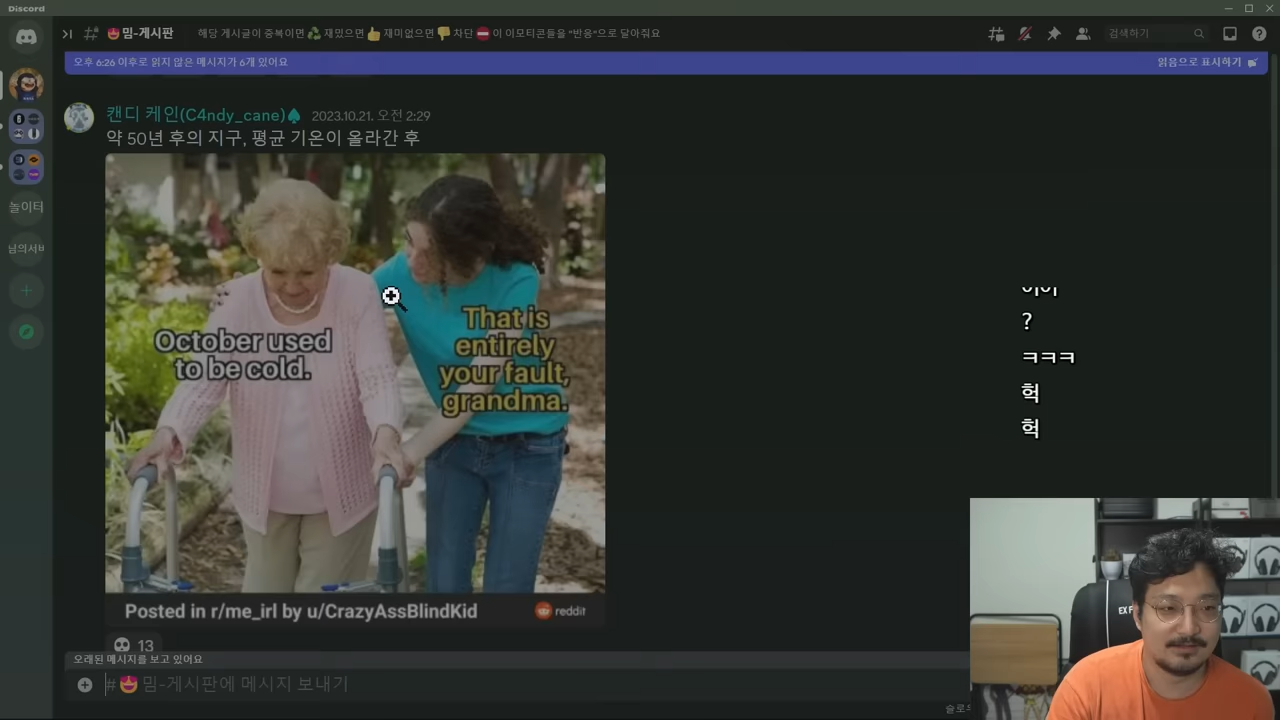 Discord
밈-게시판
해당 게시글이 중복이면 재밌으면 재미없으면 차단 이 이모티콘들을 "반응"으로 달아줘요
검색하기
오후 6:26 이후로 읽지 않은 메시지가 6개 있어요
읽음으로 표시하기
캔디 케인(C4ndy_cane)♠ 2023.10.21. 오전 2:29
약 50년 후의 지구, 평균 기온이 올라간 후
놀이터
님의서버
October used
to be cold.
That is
entirely
your fault,
grandma.
?
ㅋㅋㅋ
헉
헉
EXF
Posted in r/me_irl by u/CrazyAssBlindKid
reddit
13
오래된 메시지를 보고 있어요
#밈-게시판에 메시지 보내기